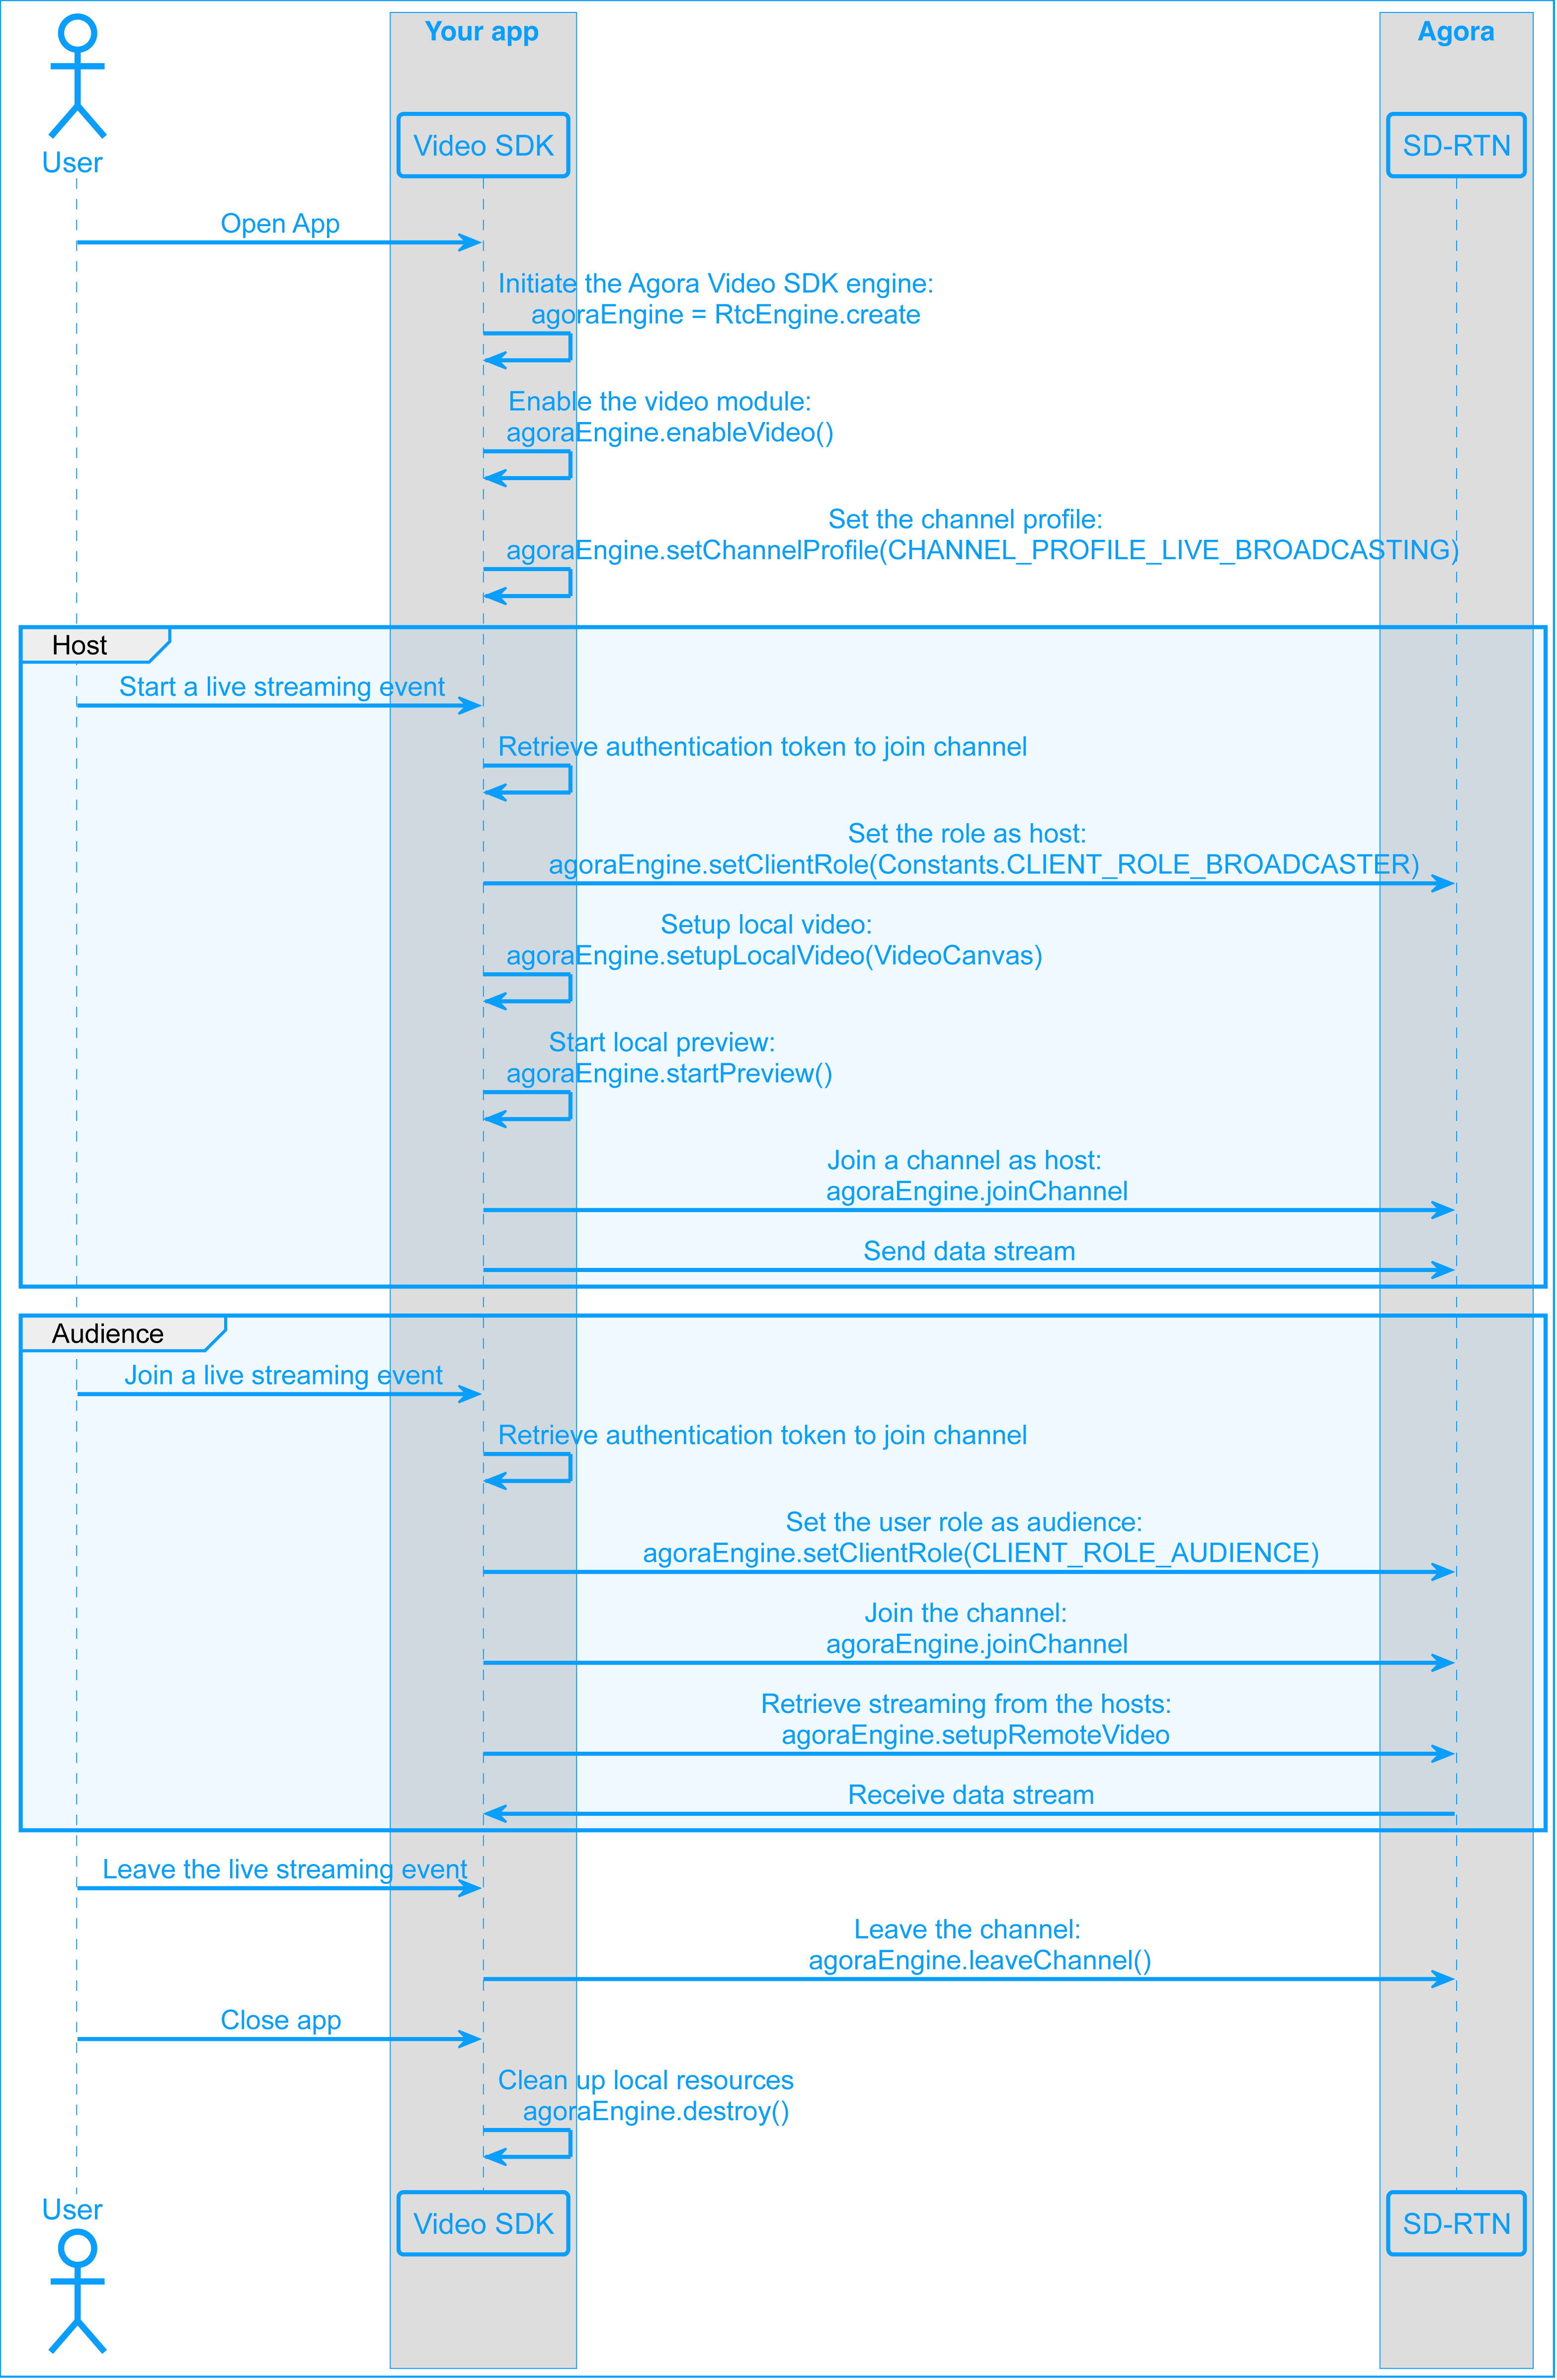 Your app
Agora
User
Video SDK
SD-RTN
Open App
Initiate the Agora Video SDK engine:
agoraEngine = RtcEngine.create
Enable the video module:
agoraEngine.enableVideo()
Set the channel profile:
agoraEngine.setChannelProfile(CHANNEL_PROFILE_LIVE_BROADCASTING)
Host
Start a live streaming event
Retrieve authentication token to join channel
Set the role as host:
agoraEngine.setClientRole(Constants.CLIENT_ROLE_BROADCASTER)
Setup local video:
agoraEngine.setupLocalVideo(VideoCanvas)
Start local preview:
agoraEngine.startPreview()
Join a channel as host:
agoraEngine.joinChannel
Send data stream
Audience
Join a live streaming event
Retrieve authentication token to join channel
Set the user role as audience:
agoraEngine.setClientRole(CLIENT_ROLE_AUDIENCE)
Join the channel:
agoraEngine.joinChannel
Retrieve streaming from the hosts:
agoraEngine.setupRemoteVideo
Receive data stream
Leave the live streaming event
Leave the channel:
agoraEngine.leaveChannel()
Close app
Clean up local resources
agoraEngine.destroy()
User
Video SDK
SD-RTN